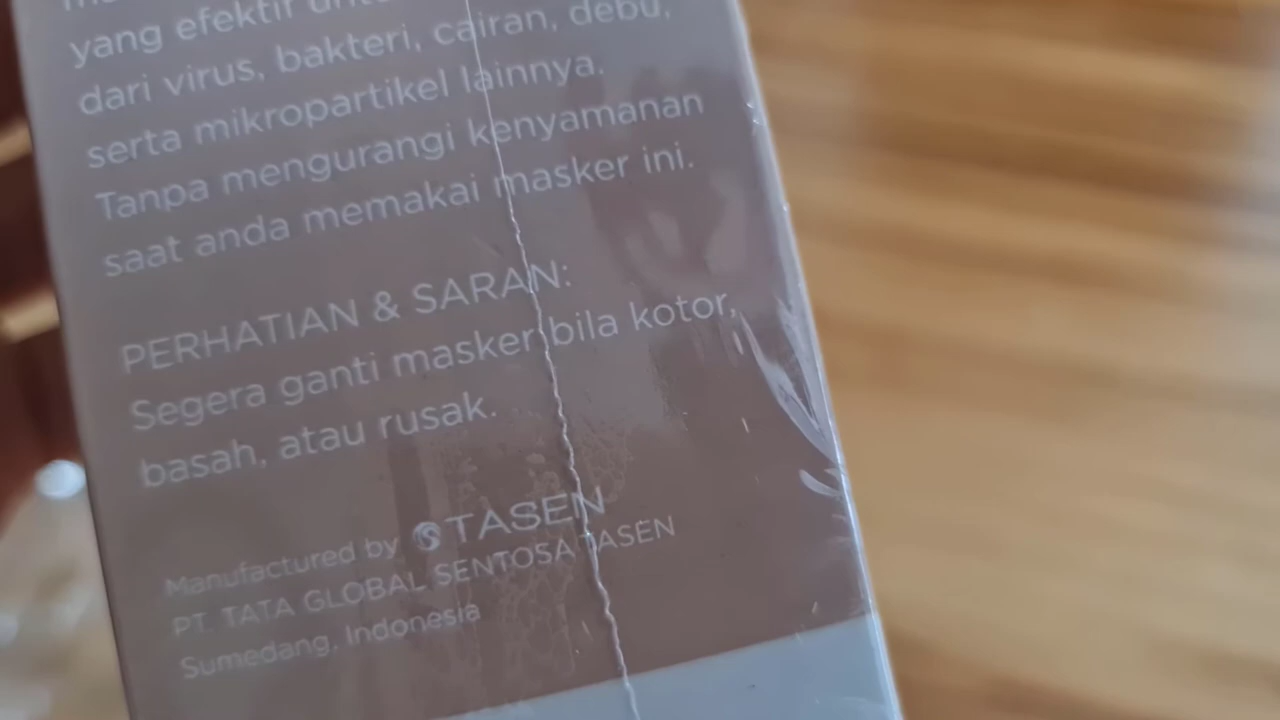 yang efektif
dari virus, bakteri, cairan, debu,
serta mikropartikel lainnya.
Tanpa mengurangi kenyamanan
saat anda memakai masker ini.
PERHATIAN & SARAN:
Segera ganti masker bila kotor,
basah, atau rusak.
Manufactured by TASEN
PT. TATA GLOBAL SENTOSA TASEN
Sumedang, Indonesia